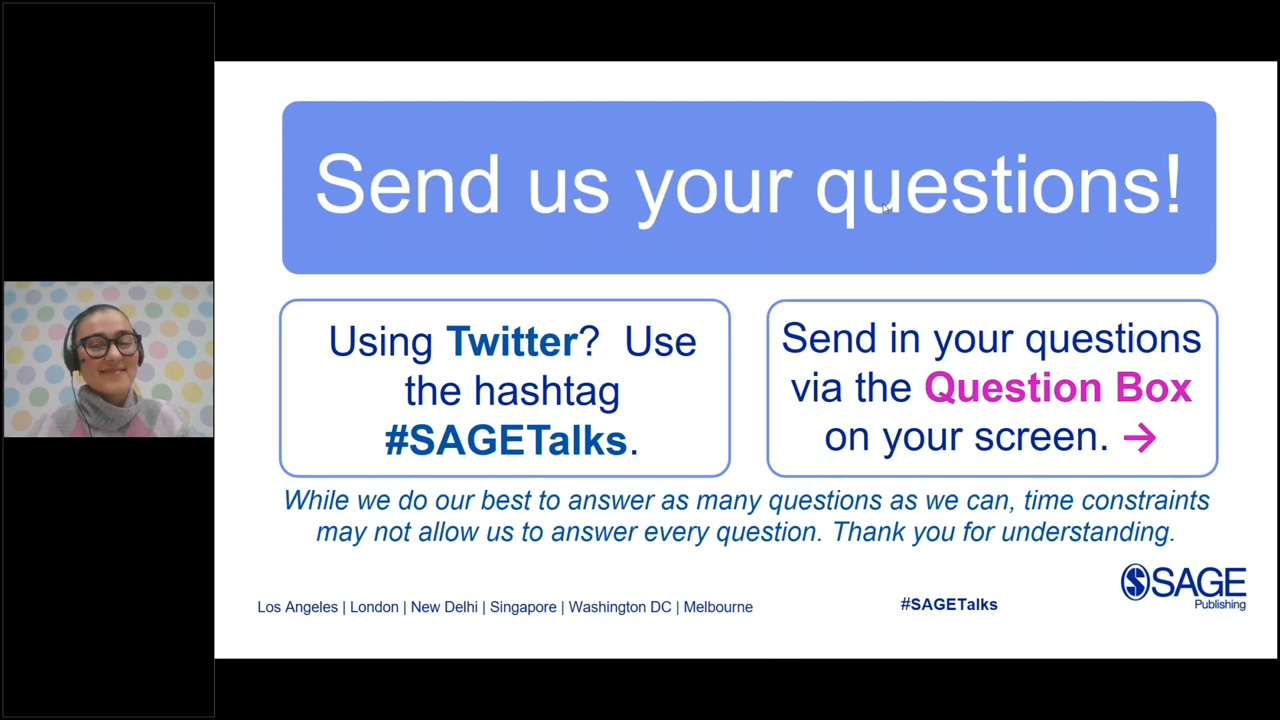 Send us your questions!
Using Twitter? Use
the hashtag
#SAGETalks.
Send in your questions
via the Question Box
on your screen. →
While we do our best to answer as many questions as we can, time constraints
may not allow us to answer every question. Thank you for understanding.
Los Angeles | London | New Delhi | Singapore | Washington DC | Melbourne
#SAGETalks
SAGE
Publishing